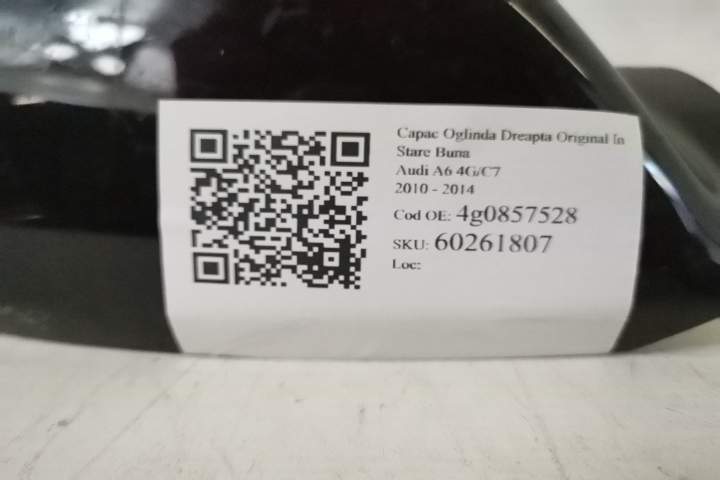 Capac Oglinda Dreapta Original In
Stare Buna
Audi A6 4G/C7
2010 - 2014
Cod OE: 4g0857528
SKU: 60261807
Loc: